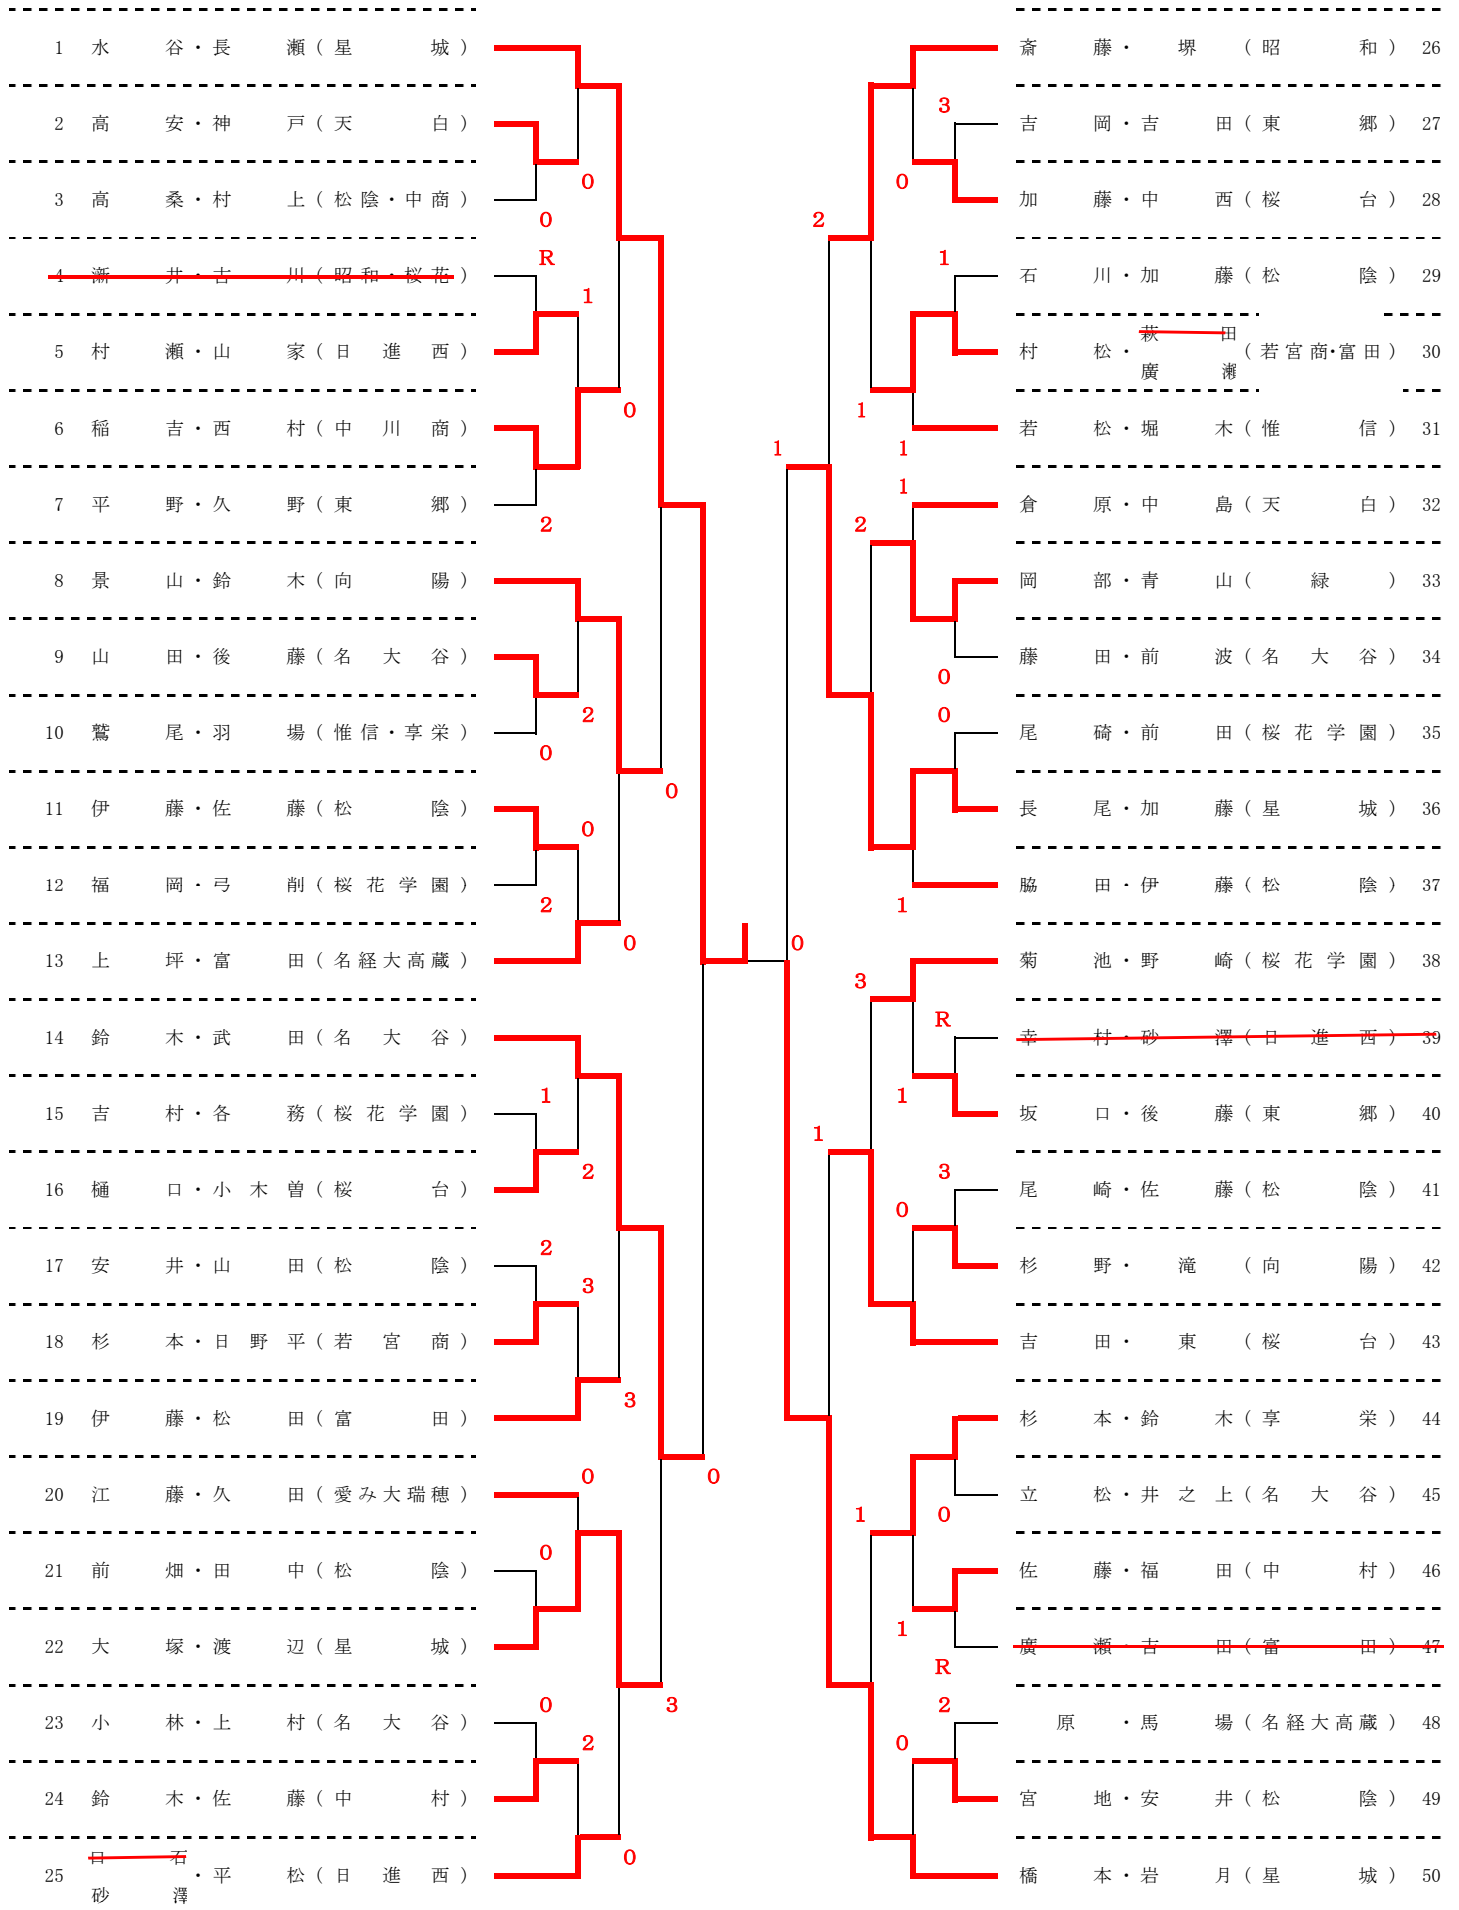 1 水谷・長瀬（星城）
2 高安・神戸（天白）
0
3 高桑・村上（松陰・中商）
0
R
4 漸井・吉川（昭和・桜花）
1
5 村瀬・山家（日進西）
0
6 稲吉・西村（中川商）
7 平野・久野（東郷）
2
8 景山・鈴木（向陽）
9 山田・後藤（名大谷）
2
10 鷲尾・羽場（惟信・享栄）
0
0
11 伊藤・佐藤（松陰）
0
12 福岡・弓削（桜花学園）
2
0
13 上坪・富田（名経大高蔵）
14 鈴木・武田（名大谷）
1
15 吉村・各務（桜花学園）
2
16 樋口・小木曽（桜台）
2
17 安井・山田（松陰）
3
18 杉本・日野平（若宮商）
3
19 伊藤・松田（富田）
0
0
20 江藤・久田（愛み大瑞穂）
0
21 前畑・田中（松陰）
22 大塚・渡辺（星城）
0
3
23 小林・上村（名大谷）
2
24 鈴木・佐藤（中村）
0
白石
25 ・平松（日進西）
砂澤
斎藤・堺（昭和）26
3
吉岡・吉田（東郷）27
0
加藤・中西（桜台）28
2
1
石川・加藤（松陰）29
萩田
村松・（若宮商・富田）30
廣瀬
1
若松・堀木（惟信）31
1
1
1
倉原・中島（天白）32
2
岡部・青山（緑）33
藤田・前波（名大谷）34
0
0
尾碕・前田（桜花学園）35
長尾・加藤（星城）36
脇田・伊藤（松陰）37
1
0
菊池・野崎（桜花学園）38
3
R
幸村・砂澤（日進西）39
1
坂口・後藤（東郷）40
1
3
尾崎・佐藤（松陰）41
0
杉野・滝（向陽）42
吉田・東（桜台）43
杉本・鈴木（享栄）44
立松・井之上（名大谷）45
1
0
佐藤・福田（中村）46
1
廣瀬・吉田（富田）47
R
2
原・馬場（名経大高蔵）48
0
宮地・安井（松陰）49
橋本・岩月（星城）50